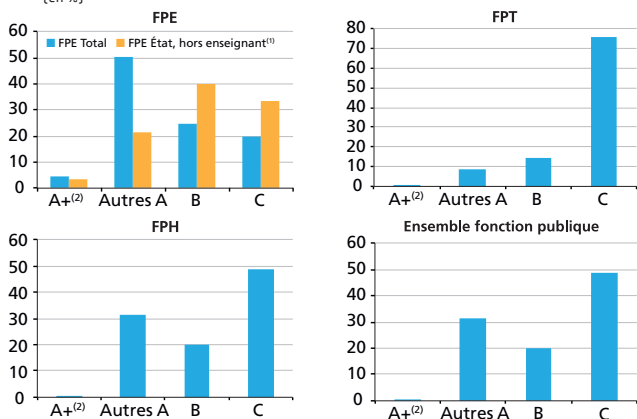 (en %)
FPE
60
50
40
30
20
10
0
FPE Total
FPE État, hors enseignant⁽¹⁾
A+⁽²⁾ Autres A B C
FPT
80
70
60
50
40
30
20
10
0
A+⁽²⁾ Autres A B C
FPH
60
50
40
30
20
10
0
A+⁽²⁾ Autres A B C
Ensemble fonction publique
60
50
40
30
20
10
0
A+⁽²⁾ Autres A B C